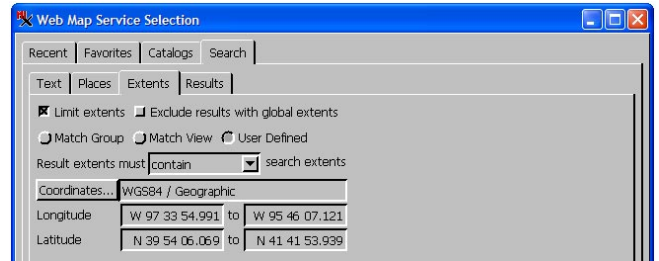 Web Map Service Selection
Recent Favorites Catalogs Search
Text Places Extents Results
Limit extents Exclude results with global extents
Match Group Match View User Defined
Result extents must contain search extents
Coordinates... WGS84 / Geographic
Longitude W 97 33 54.991 to W 95 46 07.121
Latitude N 39 54 06.069 to N 41 41 53.939